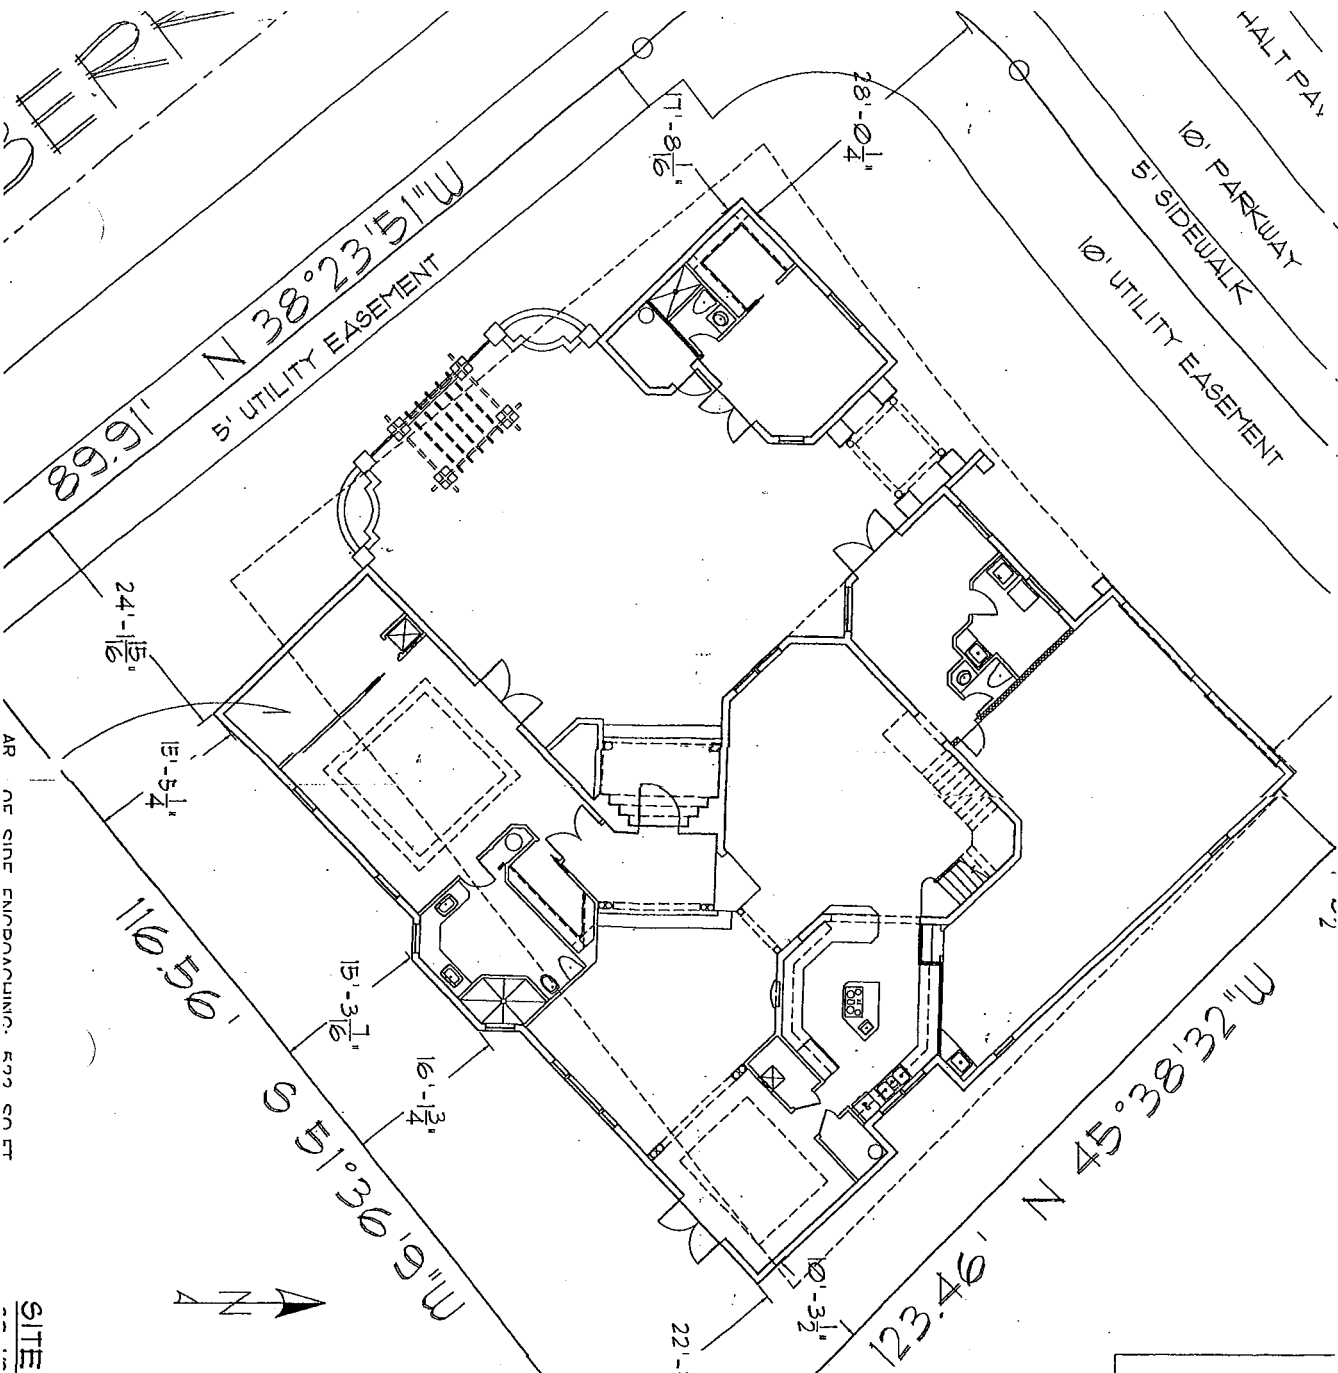 HALT PAV
10' PARKWAY
5' SIDEWALK
10' UTILITY EASEMENT
28'-0 1/4"
17'-8 1/16"
N 38°23'51"W
89.91'
5' UTILITY EASEMENT
24'-1 15/16"
15'-5 1/4"
116.56'
S 51°36'9"W
15'-3 7/16"
16'-1 3/4"
10'-3 1/2"
22'-
123.46'
N 45°38'32"W
N
SITE